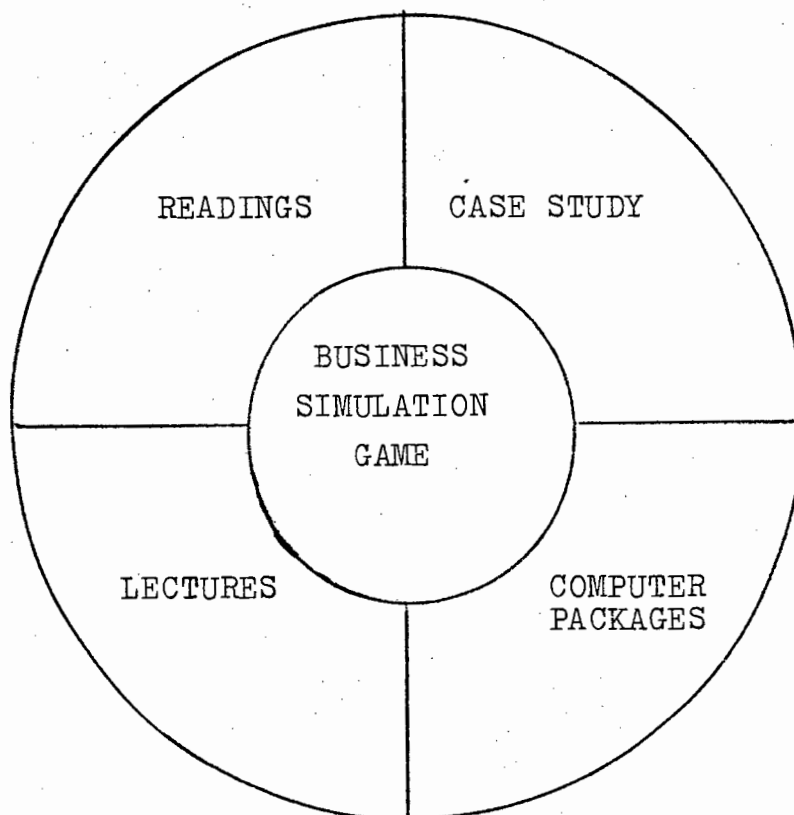 READINGS
CASE STUDY
BUSINESS
SIMULATION
GAME
LECTURES
COMPUTER
PACKAGES